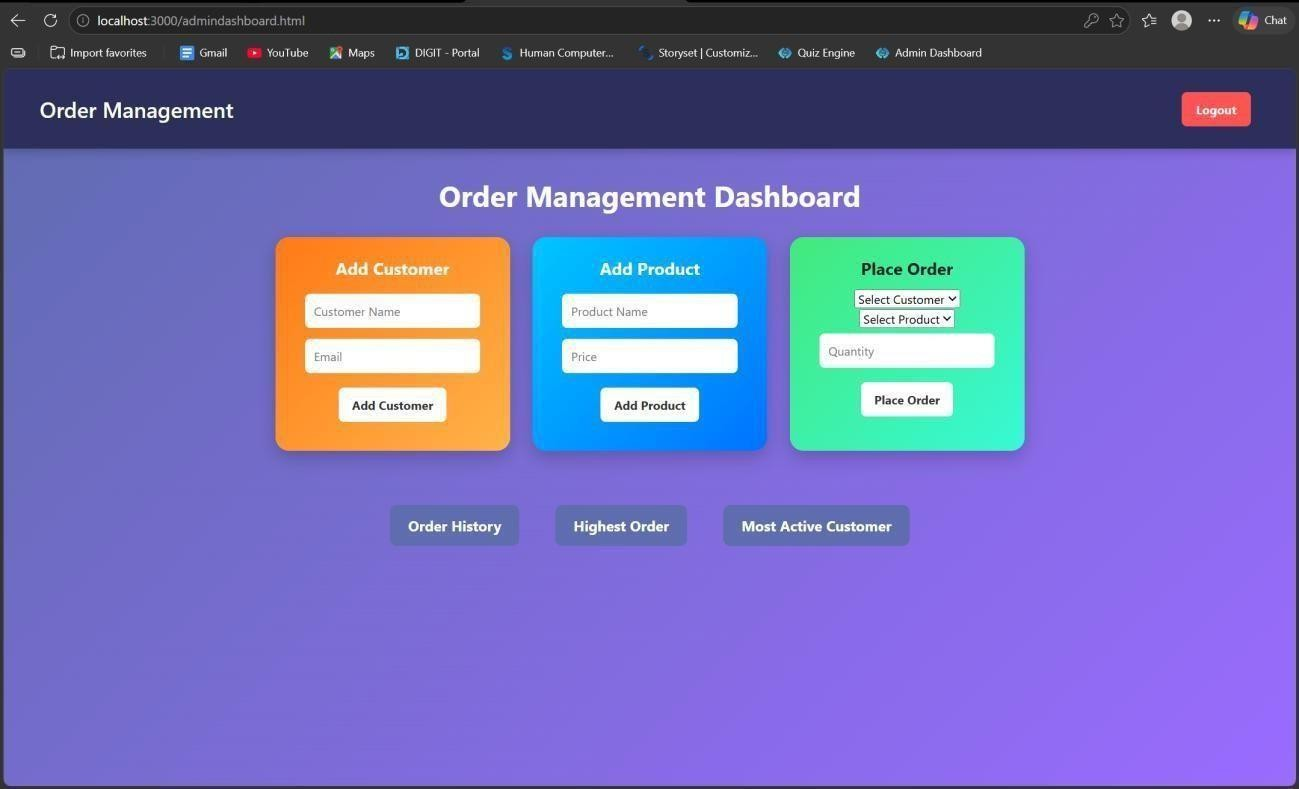 localhost:3000/admindashboard.html
Chat
Import favorites
Gmail
YouTube
Maps
DIGIT - Portal
Human Computer...
Storyset | Customiz...
Quiz Engine
Admin Dashboard
Order Management
Logout
Order Management Dashboard
Add Customer
Customer Name
Email
Add Customer
Add Product
Product Name
Price
Add Product
Place Order
Select Customer
Select Product
Quantity
Place Order
Order History
Highest Order
Most Active Customer